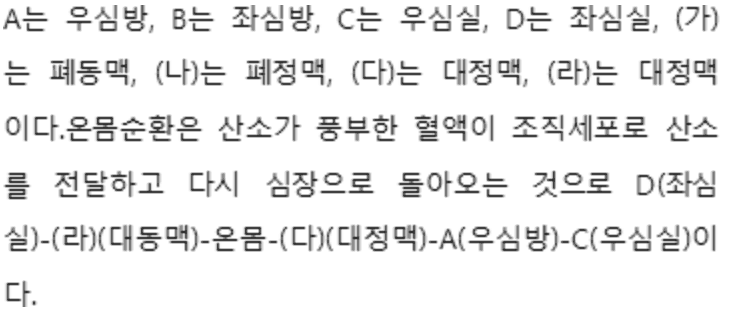 A는 우심방, B는 좌심방, C는 우심실, D는 좌심실, (가)
는 폐동맥, (나)는 폐정맥, (다)는 대정맥, (라)는 대정맥
이다.온몸순환은 산소가 풍부한 혈액이 조직세포로 산소
를 전달하고 다시 심장으로 돌아오는 것으로 D(좌심
실)-(라)(대동맥)-온몸-(다)(대정맥)-A(우심방)-C(우심실)이
다.